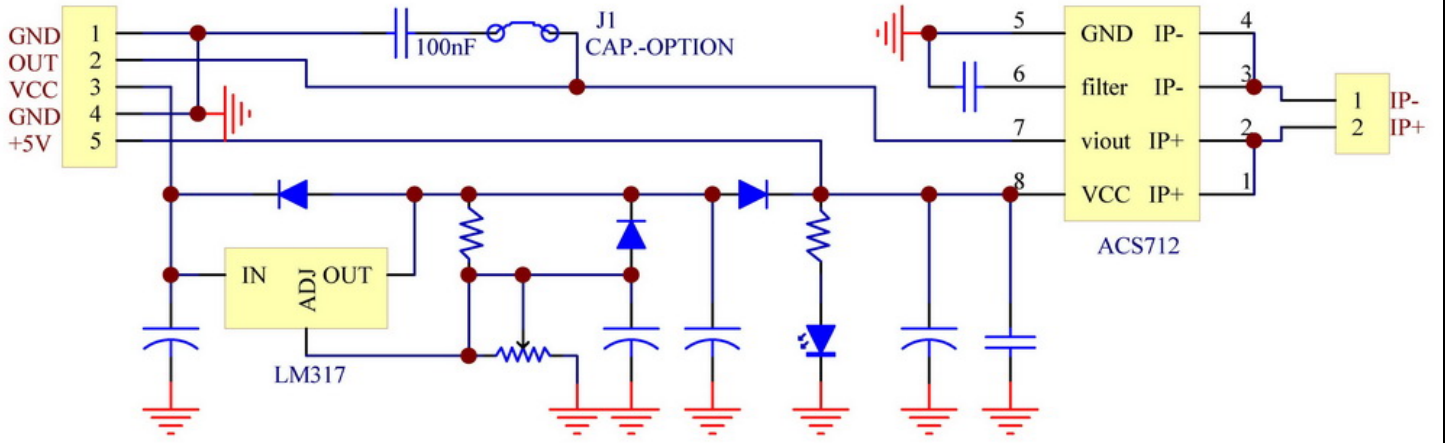 GND 1
OUT 2
VCC 3
GND 4
+5V 5
100nF
J1
CAP.-OPTION
IN ADJ OUT
LM317
5 GND IP- 4
6 filter IP- 3
7 viout IP+ 2
8 VCC IP+ 1
ACS712
1 IP-
2 IP+